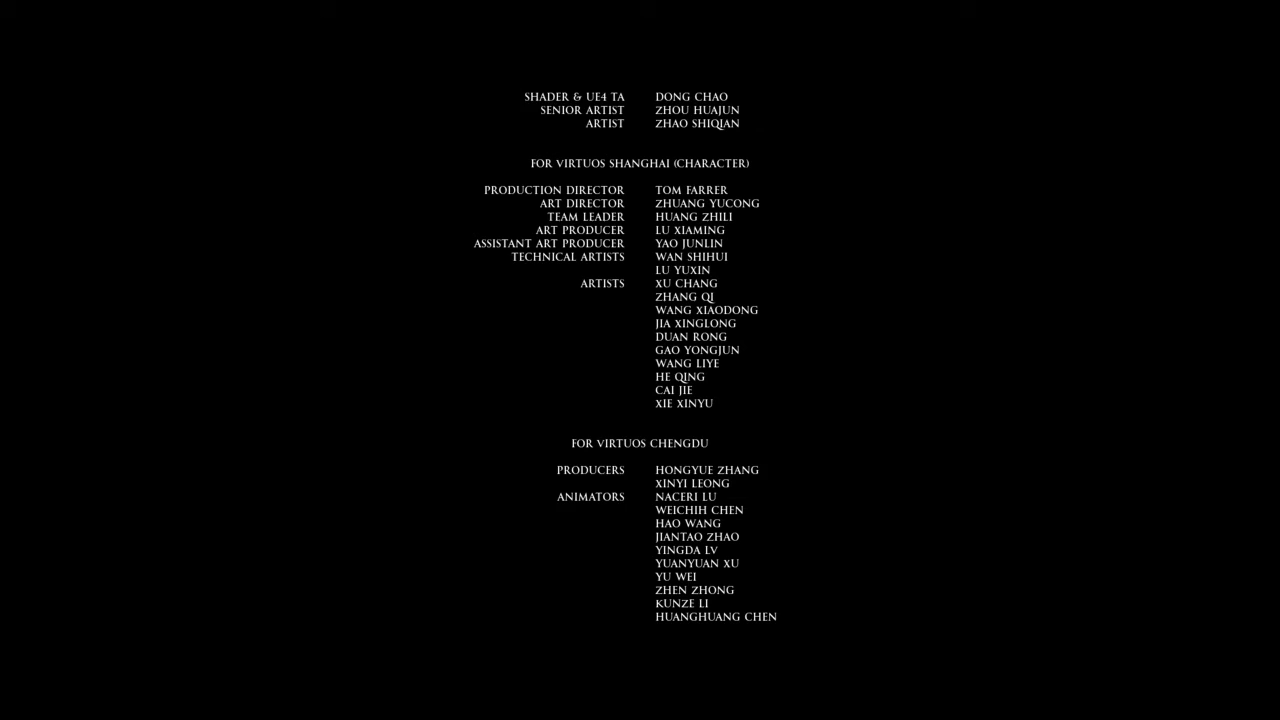 SHADER & UE4 TA DONG CHAO
SENIOR ARTIST ZHOU HUAJUN
ARTIST ZHAO SHIQIAN
FOR VIRTUOS SHANGHAI (CHARACTER)
PRODUCTION DIRECTOR TOM FARRER
ART DIRECTOR ZHUANG YUCONG
TEAM LEADER HUANG ZHILI
ART PRODUCER LU XIAMING
ASSISTANT ART PRODUCER YAO JUNLIN
TECHNICAL ARTISTS WAN SHIHUI
LU YUXIN
ARTISTS XU CHANG
ZHANG QI
WANG XIAODONG
JIA XINGLONG
DUAN RONG
GAO YONGJUN
WANG LIYE
HE QING
CAI JIE
XIE XINYU
FOR VIRTUOS CHENGDU
PRODUCERS HONGYUE ZHANG
XINYI LEONG
ANIMATORS NACERI LU
WEICHIH CHEN
HAO WANG
JIANTAO ZHAO
YINGDA LV
YUANYUAN XU
YU WEI
ZHEN ZHONG
KUNZE LI
HUANGHUANG CHEN